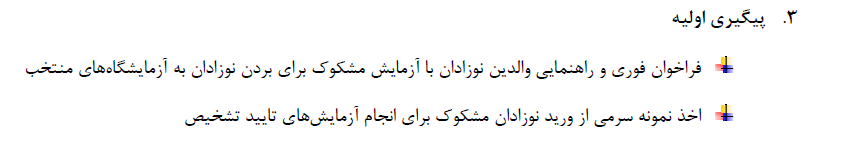 ۳. پیگیری اولیه
فراخوان فوری و راهنمایی والدین نوزادان با آزمایش مشکوک برای بردن نوزادان به آزمایشگاه‌های منتخب
اخذ نمونه سرمی از ورید نوزادان مشکوک برای انجام آزمایش‌های تایید تشخیص